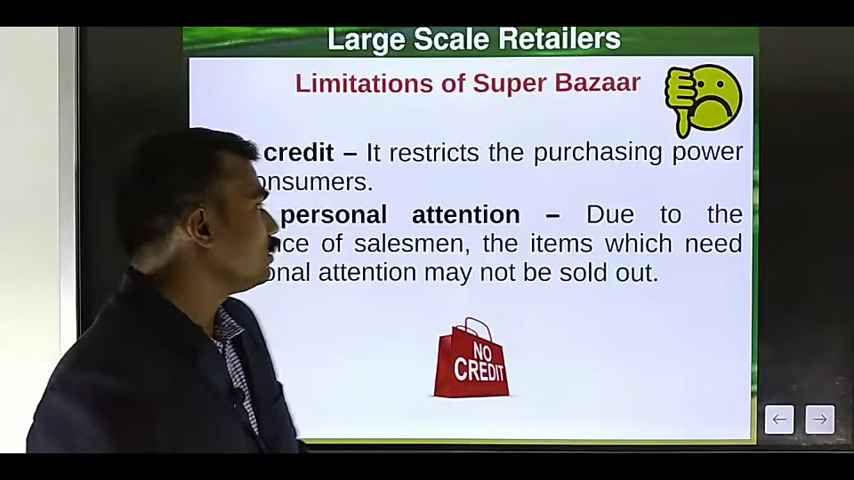 Large Scale Retailers
Limitations of Super Bazaar
credit – It restricts the purchasing power
onsumers.
personal attention – Due to the
nce of salesmen, the items which need
onal attention may not be sold out.
NO
CREDIT